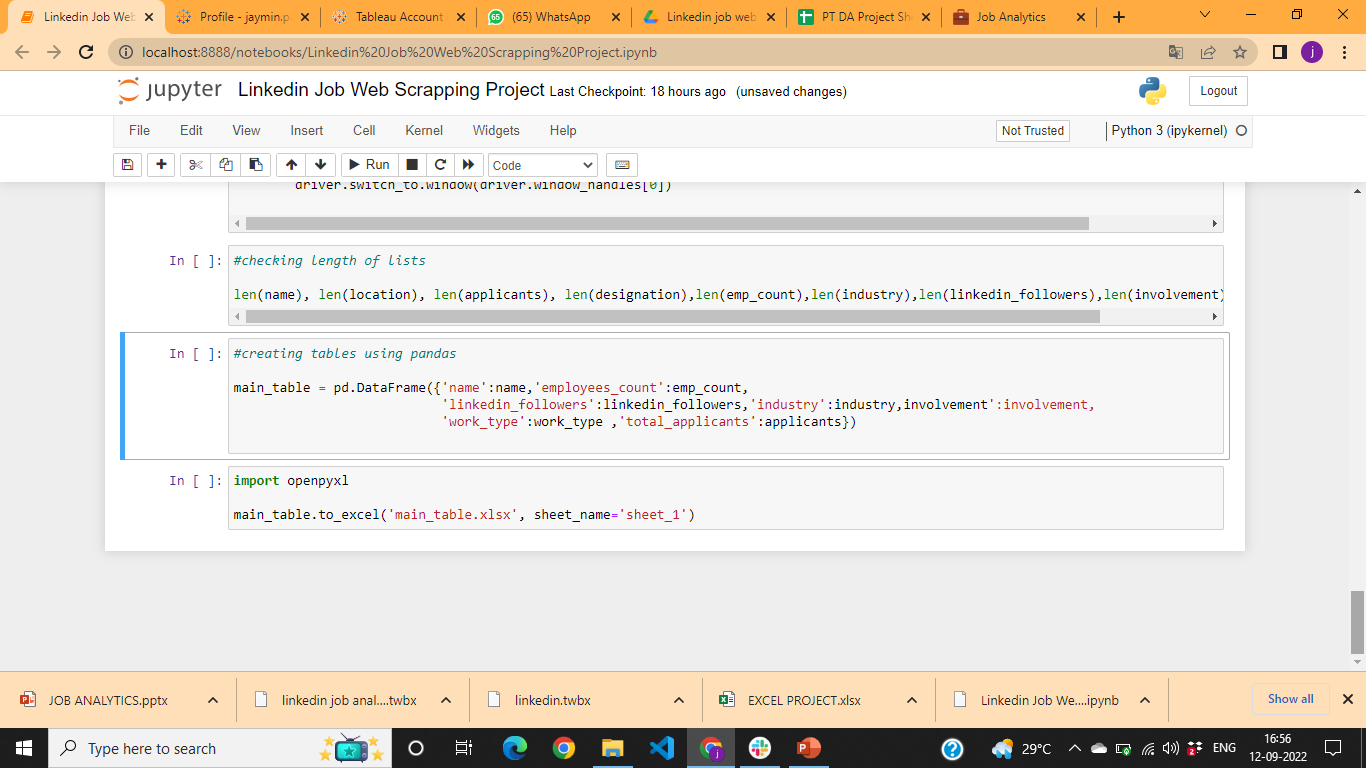 Linkedin Job Web
Profile - jaymin.p
Tableau Account
(65) WhatsApp
Linkedin job web
PT DA Project She
Job Analytics
localhost:8888/notebooks/Linkedin%20Job%20Web%20Scrapping%20Project.ipynb
j
jupyter Linkedin Job Web Scrapping Project Last Checkpoint: 18 hours ago (unsaved changes)
Logout
File Edit View Insert Cell Kernel Widgets Help
Not Trusted
Python 3 (ipykernel)
Run
Code
driver.switch_to.window(driver.window_handles[0])
In [ ]: #checking length of lists
len(name), len(location), len(applicants), len(designation),len(emp_count),len(industry),len(linkedin_followers),len(involvement)
In [ ]: #creating tables using pandas
main_table = pd.DataFrame({'name':name,'employees_count':emp_count,
'linkedin_followers':linkedin_followers,'industry':industry,involvement':involvement,
'work_type':work_type ,'total_applicants':applicants})
In [ ]: import openpyxl
main_table.to_excel('main_table.xlsx', sheet_name='sheet_1')
JOB ANALYTICS.pptx
linkedin job anal....twbx
linkedin.twbx
EXCEL PROJECT.xlsx
Linkedin Job We....ipynb
Show all
Type here to search
29°C
ENG
16:56
12-09-2022